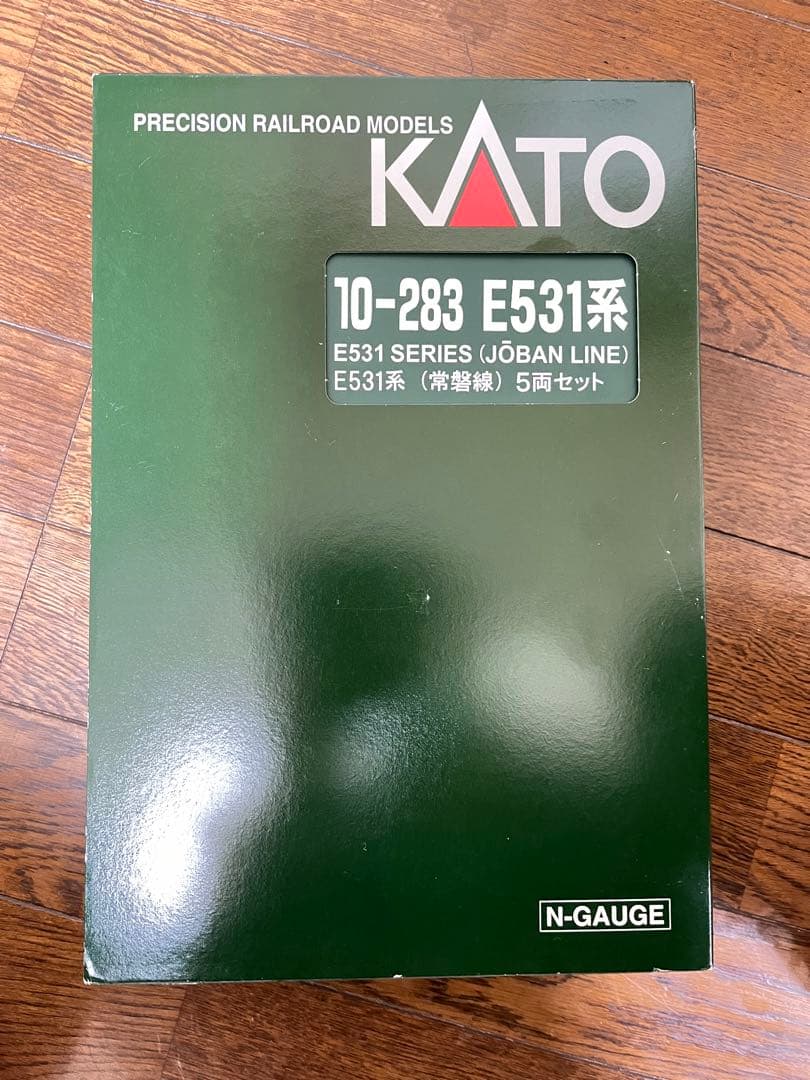 PRECISION RAILROAD MODELS
KATO
10-283 E531系
E531 SERIES (JŌBAN LINE)
E531系 (常磐線) 5両セット
N-GAUGE